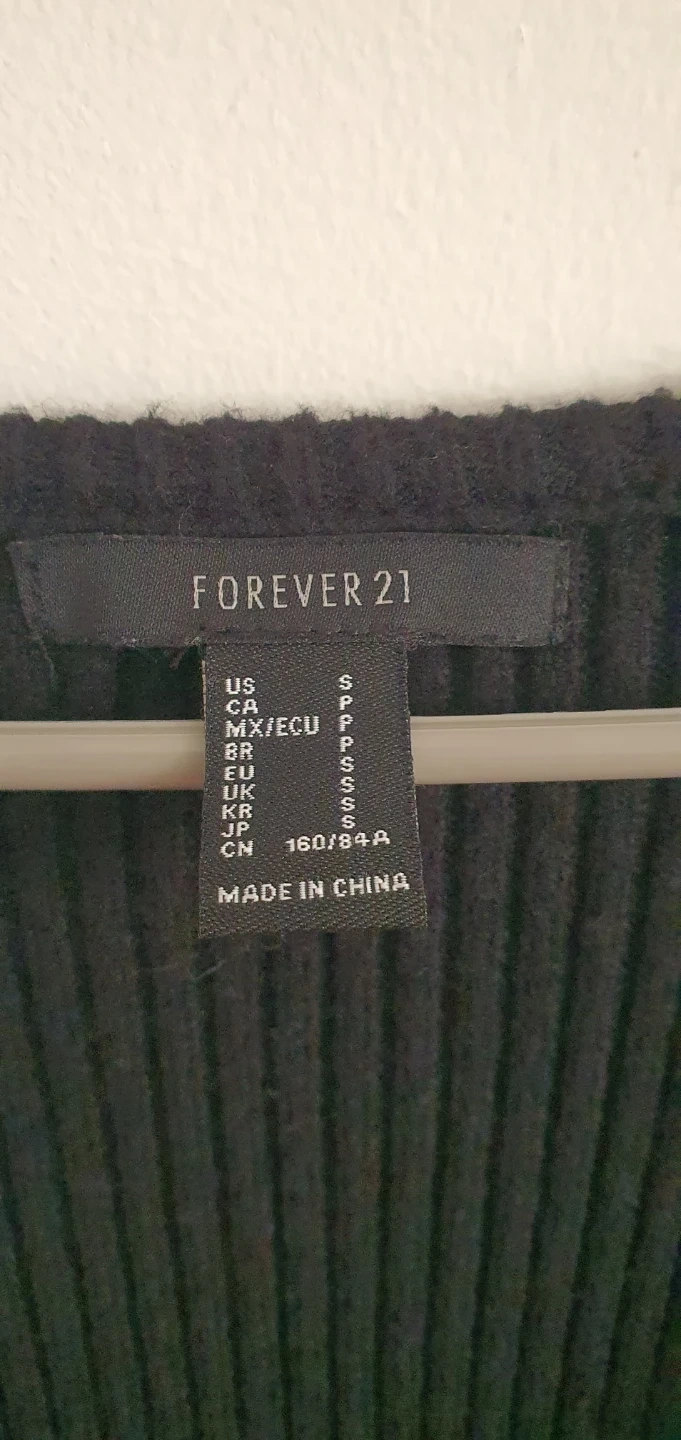 FOREVER 21
US S
CA P
MX/ECU P
BR P
EU S
UK S
KR S
JP S
CN 160/84A
MADE IN CHINA